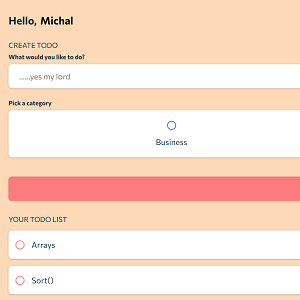 Hello, Michal
CREATE TODO
What would you like to do?
......yes my lord
Pick a category
Business
YOUR TODO LIST
Arrays
Sort()